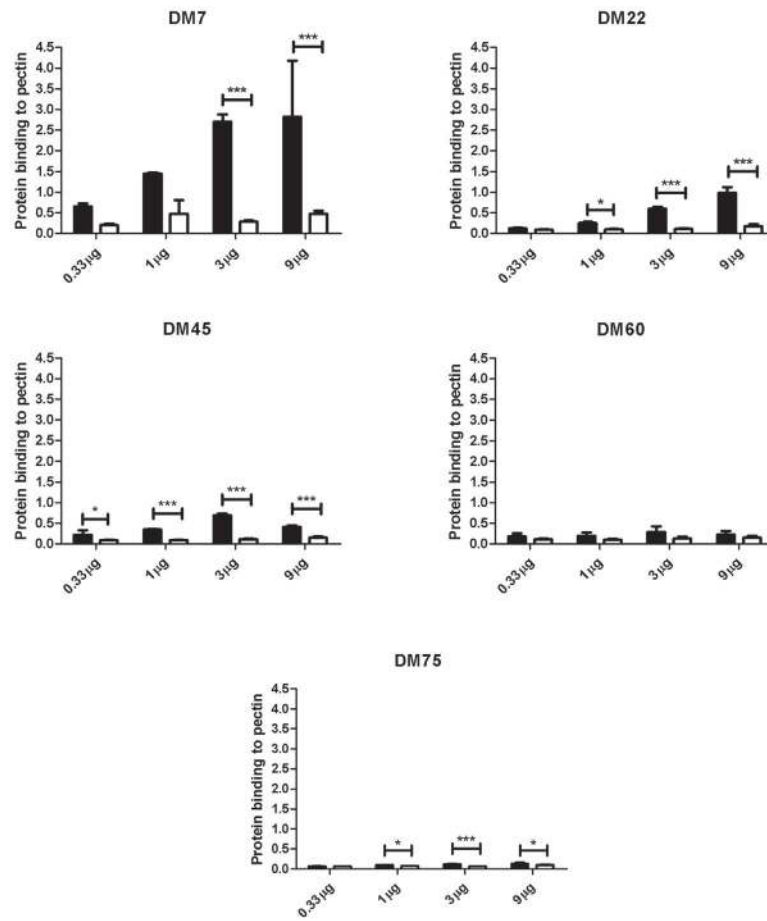 DM7
Protein binding to pectin
4.5
4.0
3.5
3.0
2.5
2.0
1.5
1.0
0.5
0.0
***
***
0.33µg
1µg
3µg
9µg
DM22
Protein binding to pectin
4.5
4.0
3.5
3.0
2.5
2.0
1.5
1.0
0.5
0.0
*
***
***
0.33µg
1µg
3µg
9µg
DM45
Protein binding to pectin
4.5
4.0
3.5
3.0
2.5
2.0
1.5
1.0
0.5
0.0
*
***
***
***
0.33µg
1µg
3µg
9µg
DM60
Protein binding to pectin
4.5
4.0
3.5
3.0
2.5
2.0
1.5
1.0
0.5
0.0
0.33µg
1µg
3µg
9µg
DM75
Protein binding to pectin
4.5
4.0
3.5
3.0
2.5
2.0
1.5
1.0
0.5
0.0
*
***
*
0.33µg
1µg
3µg
9µg